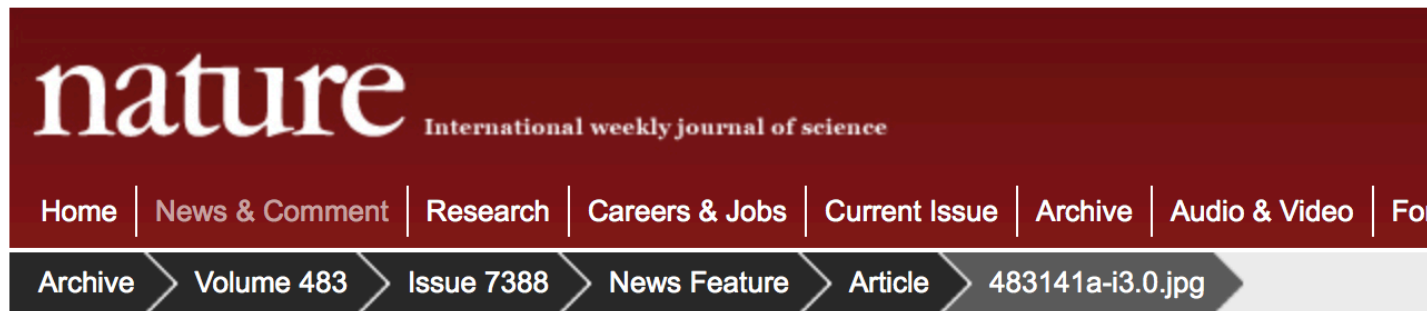 nature International weekly journal of science
Home News & Comment Research Careers & Jobs Current Issue Archive Audio & Video
Archive Volume 483 Issue 7388 News Feature Article 483141a-i3.0.jpg